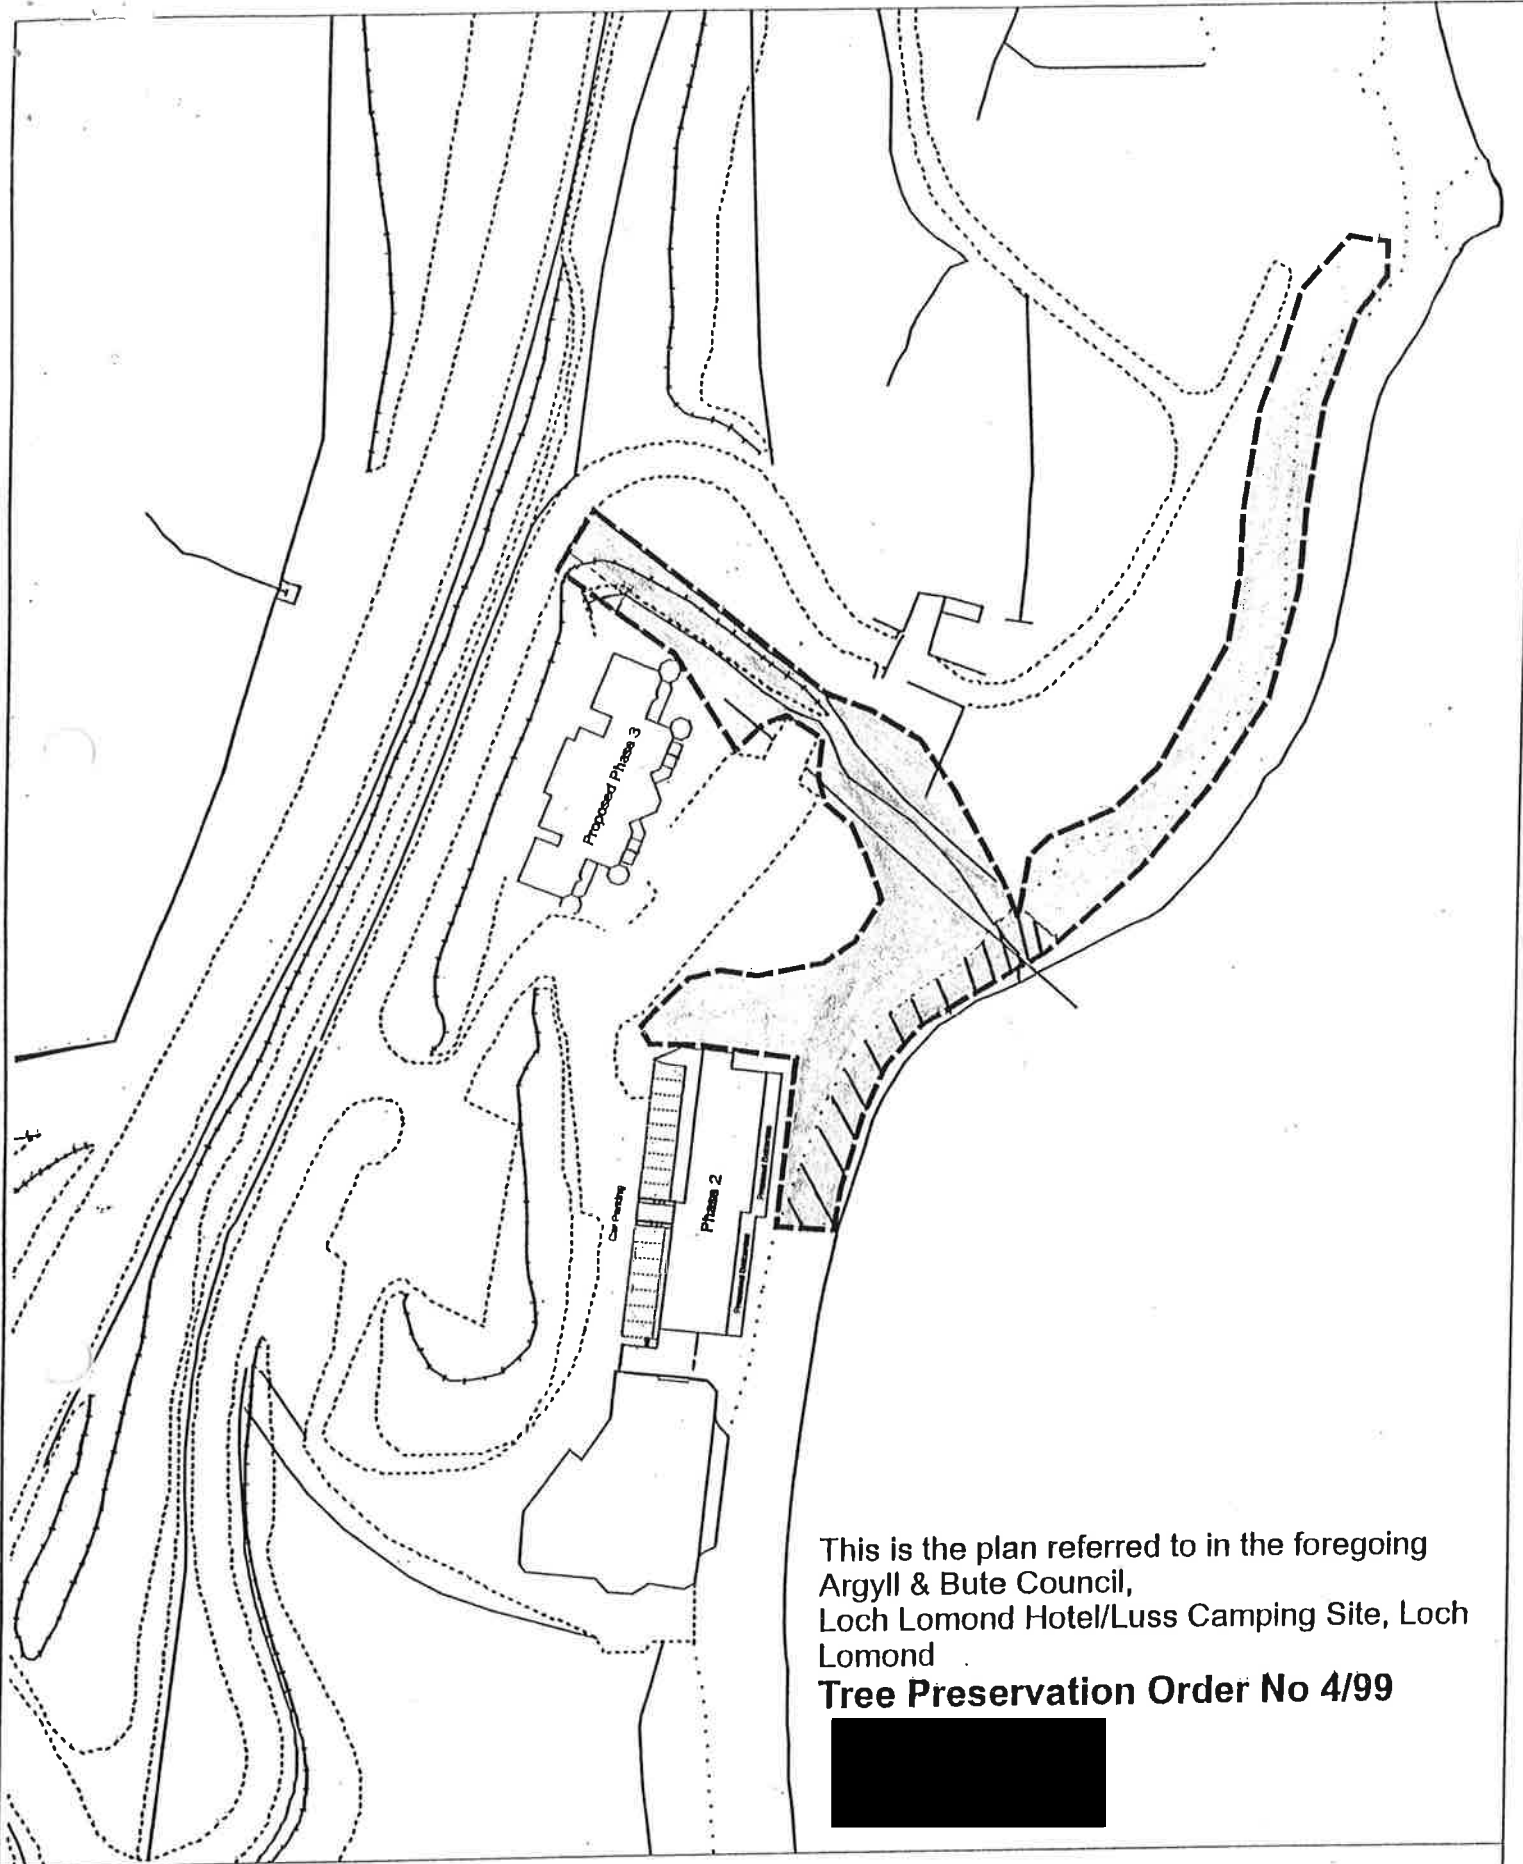 Proposed Phase 3
Car Parking
Phase 2
This is the plan referred to in the foregoing
Argyll & Bute Council,
Loch Lomond Hotel/Luss Camping Site, Loch
Lomond
Tree Preservation Order No 4/99